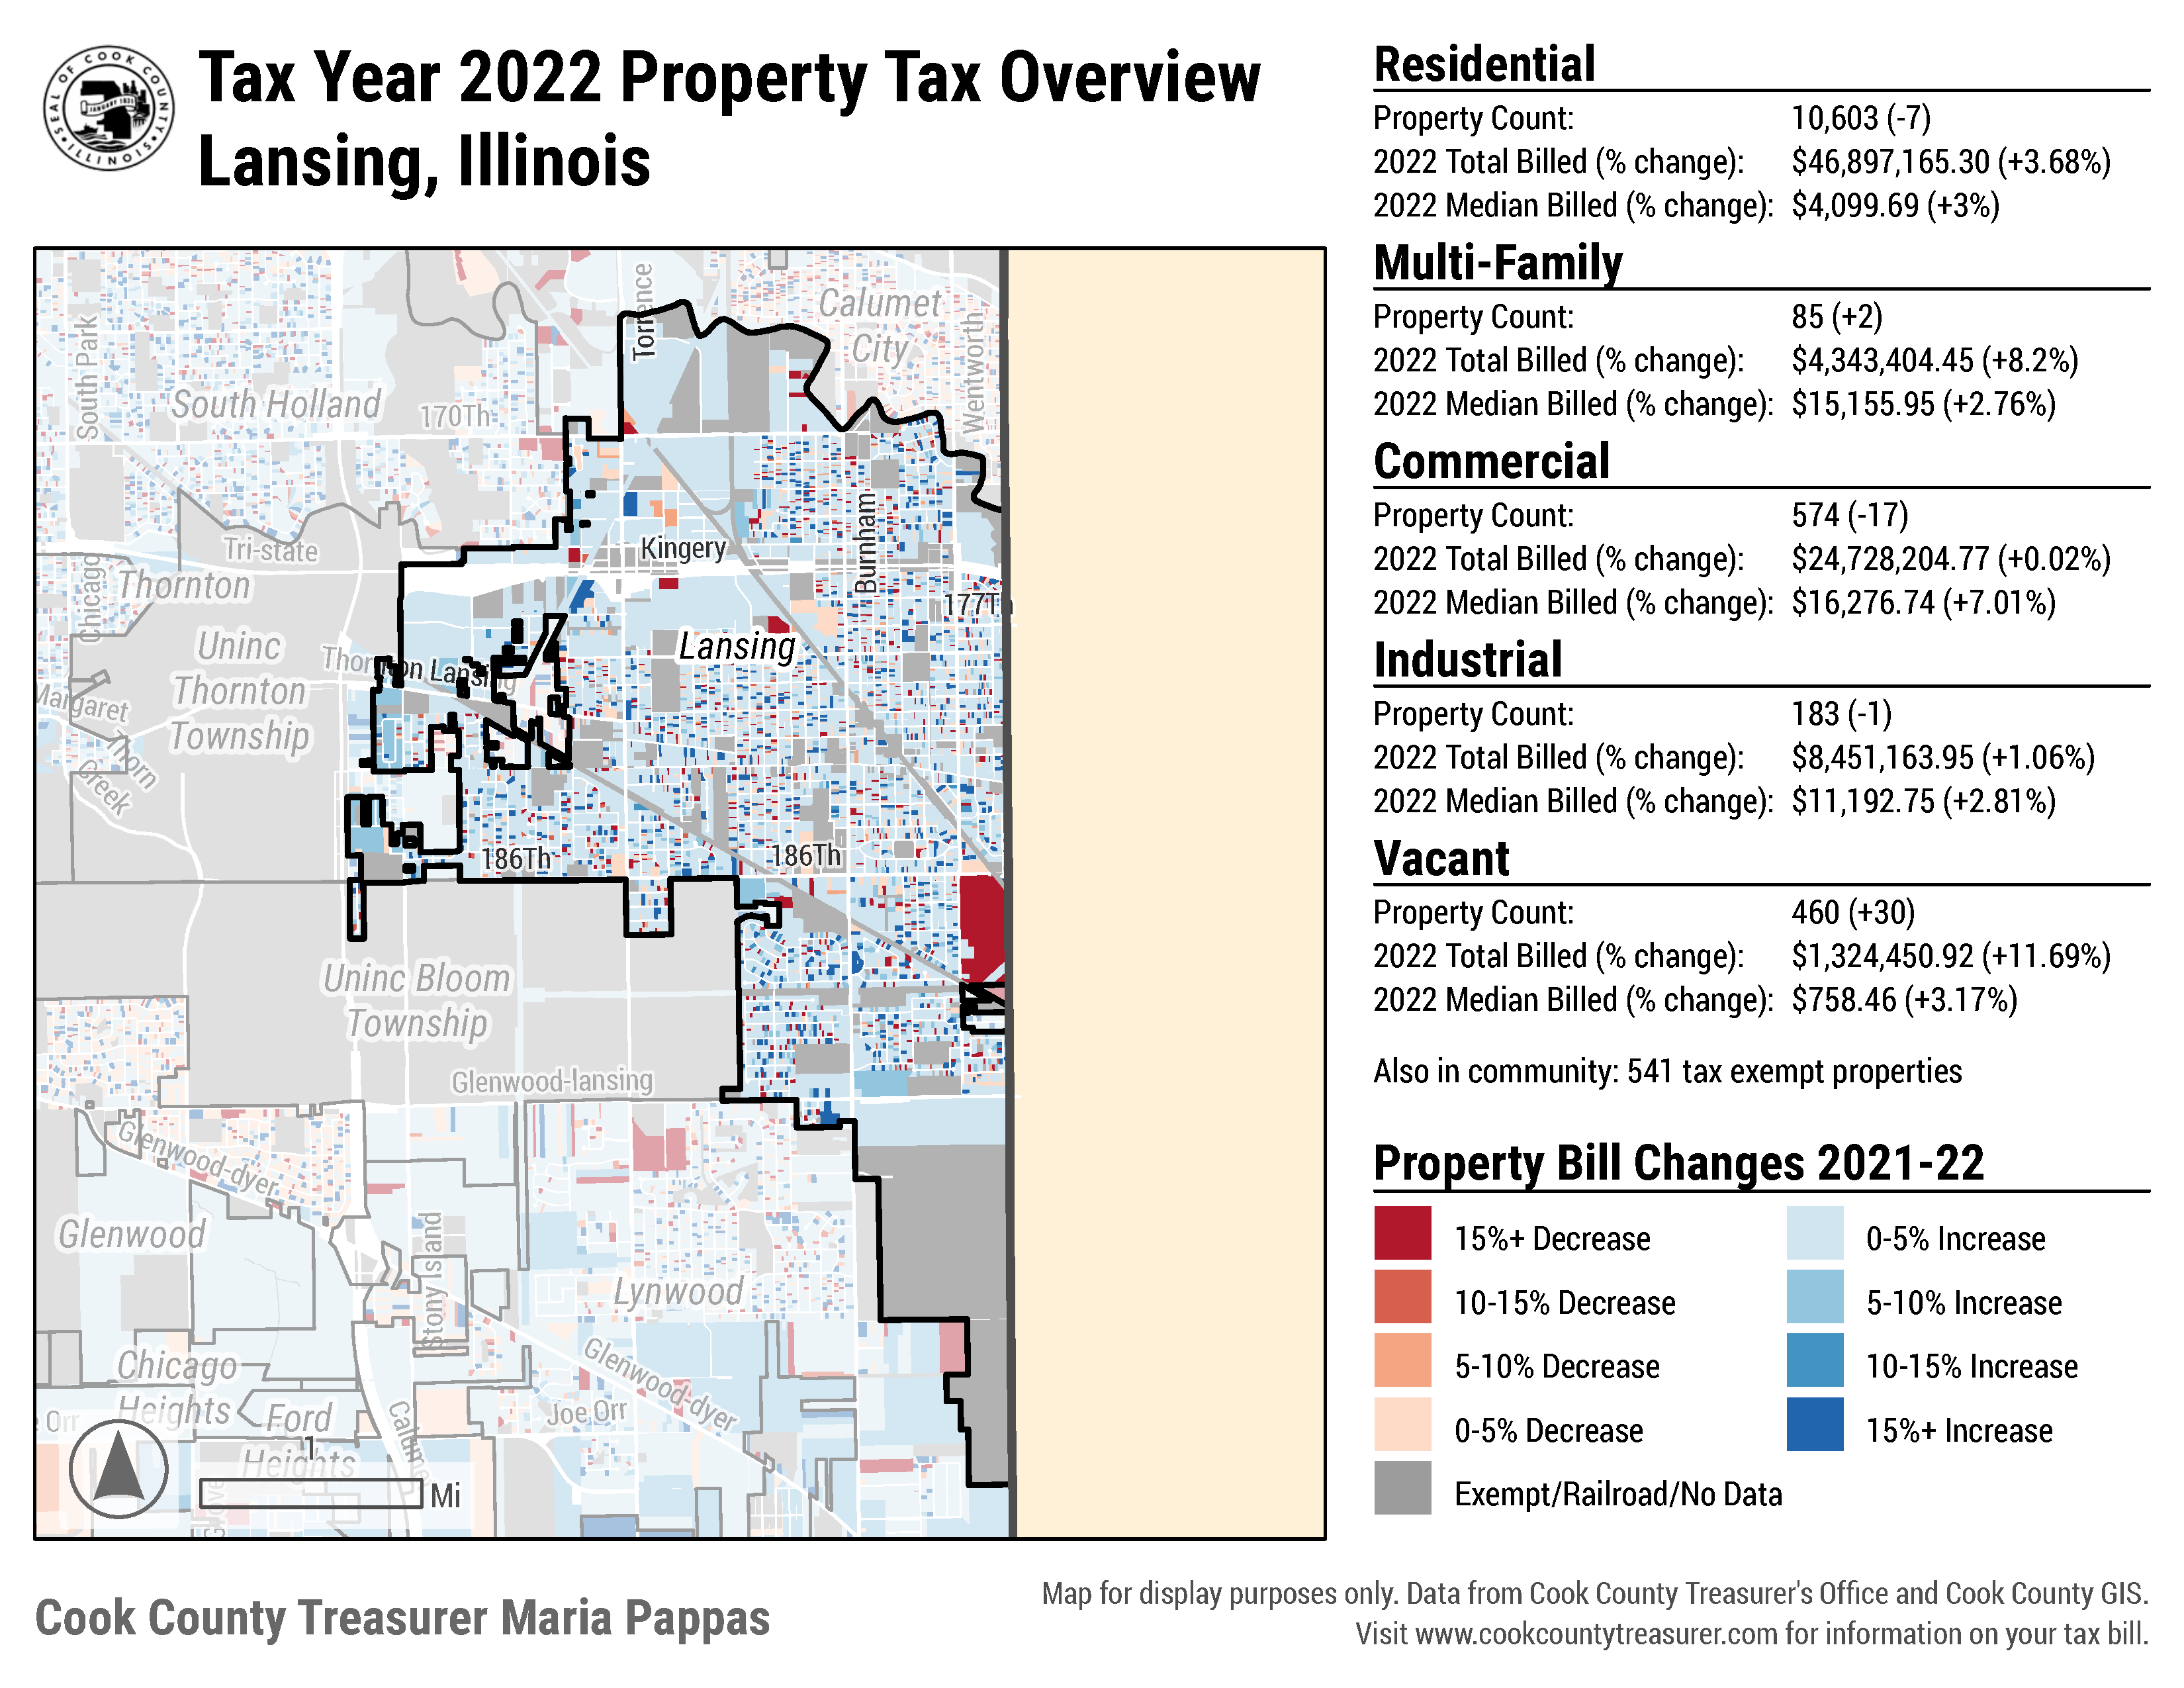 SEAL OF COOK COUNTY
ILLINOIS
JANUARY 1831
Tax Year 2022 Property Tax Overview
Lansing, Illinois
Residential
Property Count: 10,603 (-7)
2022 Total Billed (% change): $46,897,165.30 (+3.68%)
2022 Median Billed (% change): $4,099.69 (+3%)
Multi-Family
Property Count: 85 (+2)
2022 Total Billed (% change): $4,343,404.45 (+8.2%)
2022 Median Billed (% change): $15,155.95 (+2.76%)
Commercial
Property Count: 574 (-17)
2022 Total Billed (% change): $24,728,204.77 (+0.02%)
2022 Median Billed (% change): $16,276.74 (+7.01%)
Industrial
Property Count: 183 (-1)
2022 Total Billed (% change): $8,451,163.95 (+1.06%)
2022 Median Billed (% change): $11,192.75 (+2.81%)
Vacant
Property Count: 460 (+30)
2022 Total Billed (% change): $1,324,450.92 (+11.69%)
2022 Median Billed (% change): $758.46 (+3.17%)
Also in community: 541 tax exempt properties
Property Bill Changes 2021-22
15%+ Decrease
10-15% Decrease
5-10% Decrease
0-5% Decrease
Exempt/Railroad/No Data
0-5% Increase
5-10% Increase
10-15% Increase
15%+ Increase
Torrence
Calumet
City
Wentworth
South Park
South Holland
170Th
Tri-state
Kingery
Burnham
Chicago
Thornton
177Th
Uninc
Thornton
Township
Lansing
Thornton Lansing
Margaret
Thorn
Creek
186Th
186Th
Uninc Bloom
Township
Glenwood-lansing
Glenwood-dyer
Glenwood
Stony Island
Lynwood
Chicago
Heights
Glenwood-dyer
Joe Orr
Orr
Ford
Heights
1
Mi
Cook County Treasurer Maria Pappas
Map for display purposes only. Data from Cook County Treasurer's Office and Cook County GIS.
Visit www.cookcountytreasurer.com for information on your tax bill.